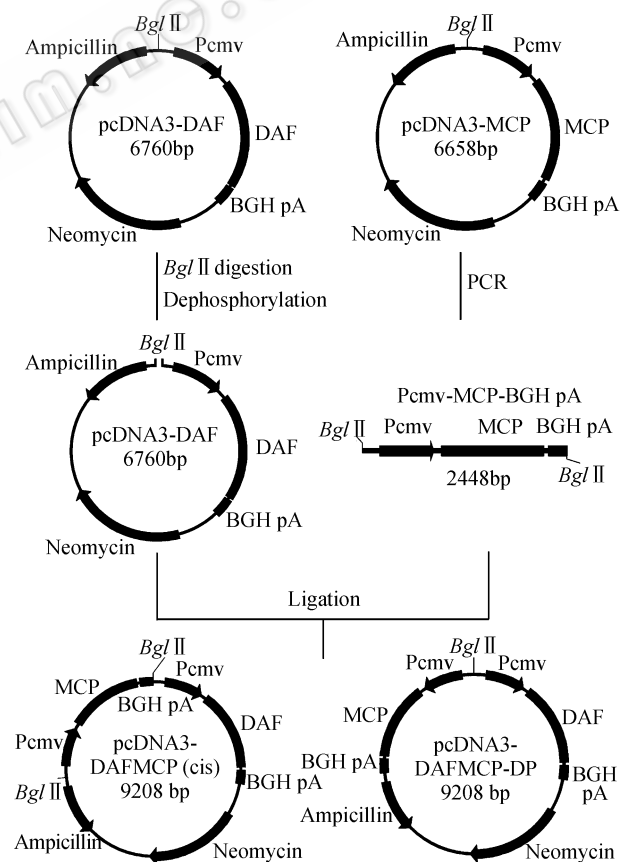 im.nc.
Bgl II
Ampicillin
Pcmv
pcDNA3-DAF
6760bp
DAF
BGH pA
Neomycin
Bgl II
Ampicillin
Pcmv
pcDNA3-MCP
6658bp
MCP
BGH pA
Neomycin
Bgl II digestion
Dephosphorylation
PCR
Bgl II
Ampicillin
Pcmv
pcDNA3-DAF
6760bp
DAF
BGH pA
Neomycin
Pcmv-MCP-BGH pA
Bgl II
Pcmv
MCP
BGH pA
2448bp
Bgl II
Ligation
Bgl II
Pcmv
MCP
BGH pA
DAF
Pcmv
pcDNA3-
DAFMCP (cis)
9208 bp
BGH pA
Bgl II
Ampicillin
Neomycin
Bgl II
Pcmv
Pcmv
MCP
DAF
BGH pA
pcDNA3-
DAFMCP-DP
9208 bp
BGH
pA
Ampicillin
Neomycin